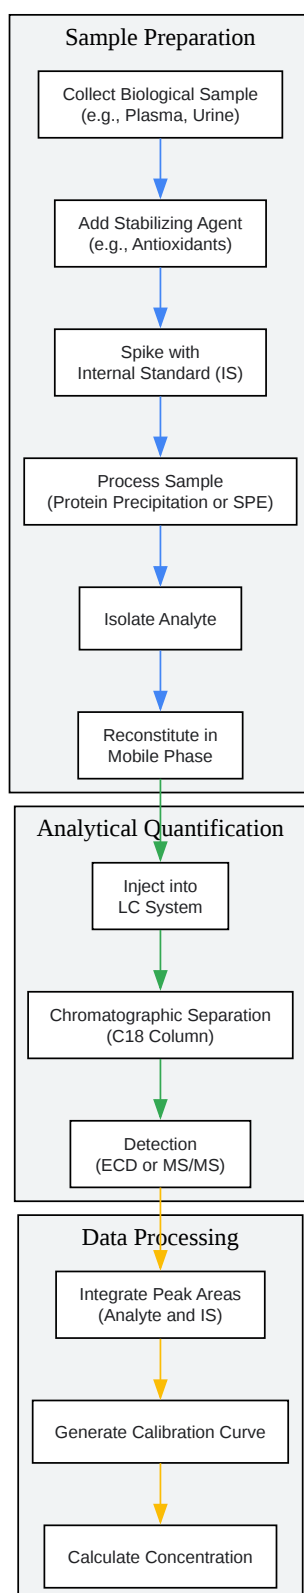 Sample Preparation
Collect Biological Sample
(e.g., Plasma, Urine)
Add Stabilizing Agent
(e.g., Antioxidants)
Spike with
Internal Standard (IS)
Process Sample
(Protein Precipitation or SPE)
Isolate Analyte
Reconstitute in
Mobile Phase
Analytical Quantification
Inject into
LC System
Chromatographic Separation
(C18 Column)
Detection
(ECD or MS/MS)
Data Processing
Integrate Peak Areas
(Analyte and IS)
Generate Calibration Curve
Calculate Concentration